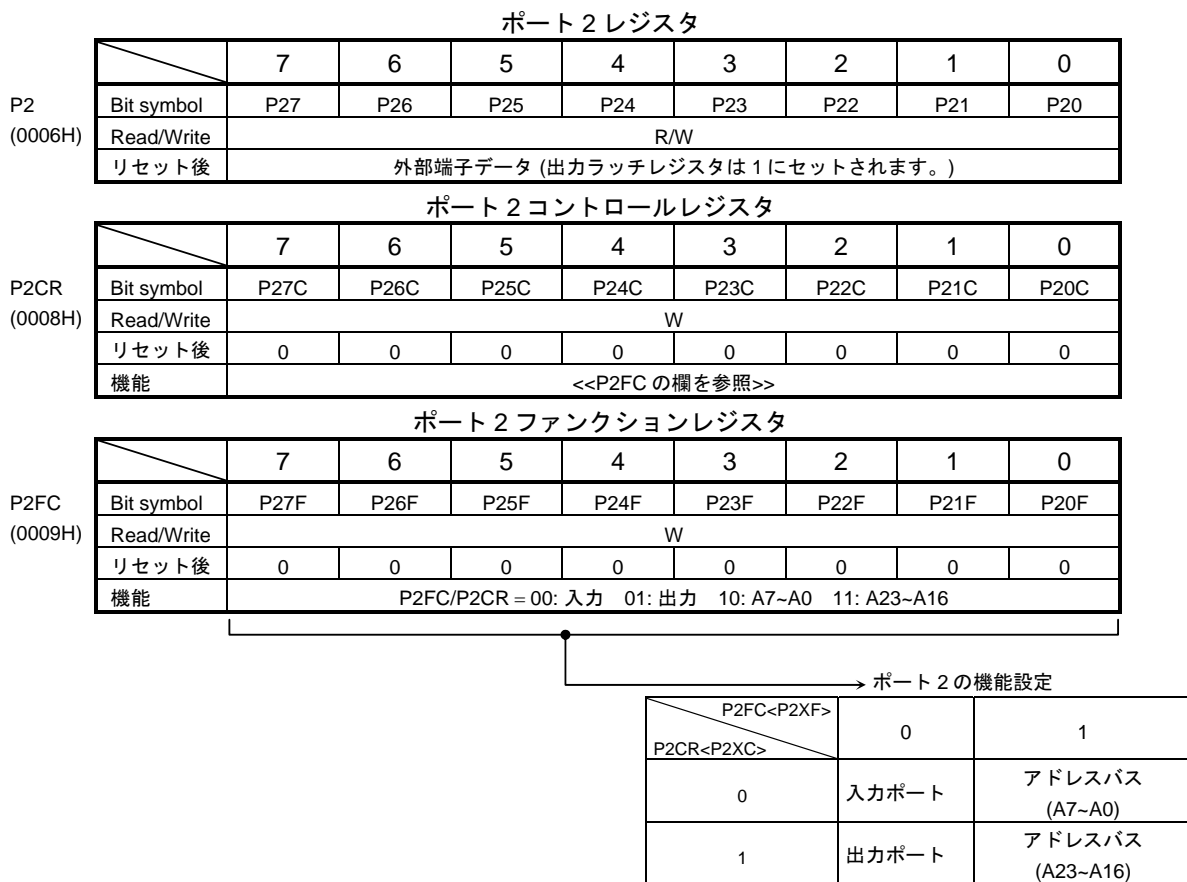 ポート 2 レジスタ
7 6 5 4 3 2 1 0
P2 Bit symbol P27 P26 P25 P24 P23 P22 P21 P20
(0006H) Read/Write R/W
リセット後 外部端子データ (出力ラッチレジスタは 1 にセットされます。)
ポート 2 コントロールレジスタ
7 6 5 4 3 2 1 0
P2CR Bit symbol P27C P26C P25C P24C P23C P22C P21C P20C
(0008H) Read/Write W
リセット後 0 0 0 0 0 0 0 0
機能 <<P2FC の欄を参照>>
ポート 2 ファンクションレジスタ
7 6 5 4 3 2 1 0
P2FC Bit symbol P27F P26F P25F P24F P23F P22F P21F P20F
(0009H) Read/Write W
リセット後 0 0 0 0 0 0 0 0
機能 P2FC/P2CR = 00: 入力 01: 出力 10: A7~A0 11: A23~A16
ポート 2 の機能設定
P2FC<P2XF> 0 1
P2CR<P2XC>
0 入力ポート アドレスバス
(A7~A0)
1 出力ポート アドレスバス
(A23~A16)